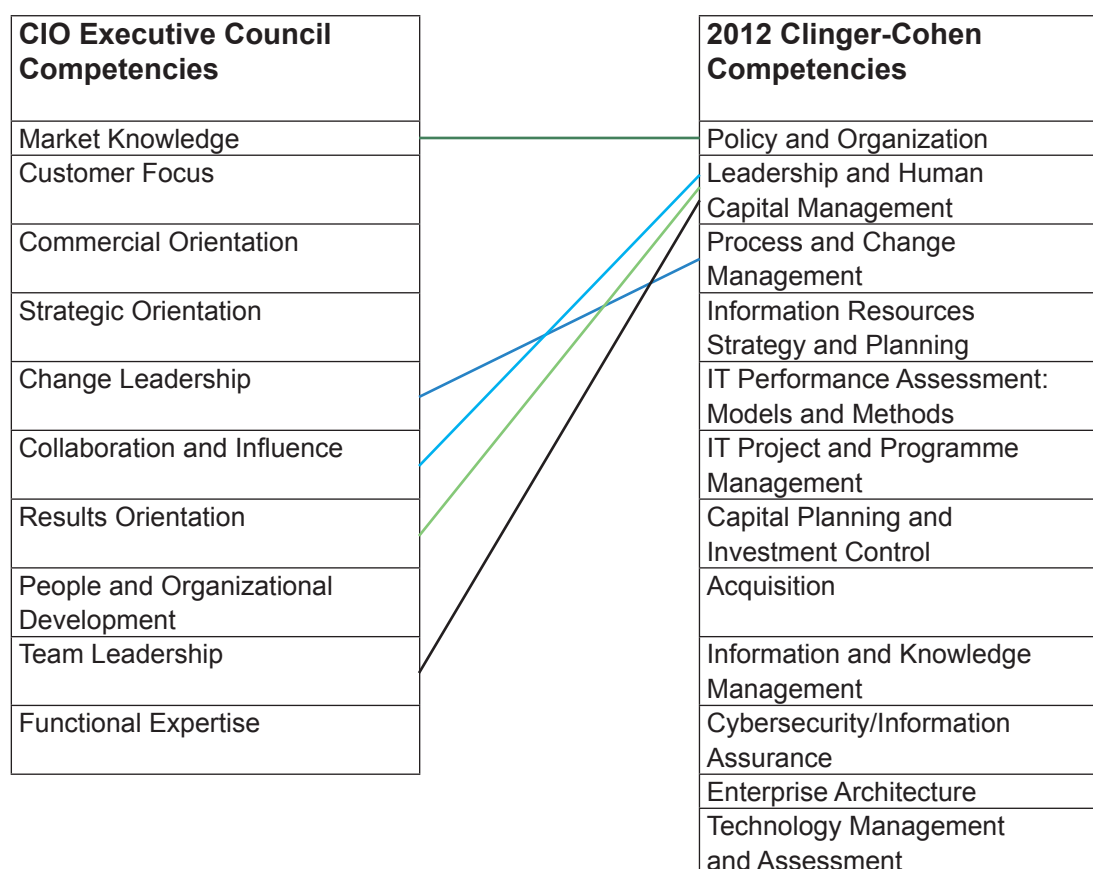 CIO Executive Council
Competencies
Market Knowledge
Customer Focus
Commercial Orientation
Strategic Orientation
Change Leadership
Collaboration and Influence
Results Orientation
People and Organizational
Development
Team Leadership
Functional Expertise
2012 Clinger-Cohen
Competencies
Policy and Organization
Leadership and Human
Capital Management
Process and Change
Management
Information Resources
Strategy and Planning
IT Performance Assessment:
Models and Methods
IT Project and Programme
Management
Capital Planning and
Investment Control
Acquisition
Information and Knowledge
Management
Cybersecurity/Information
Assurance
Enterprise Architecture
Technology Management
and Assessment